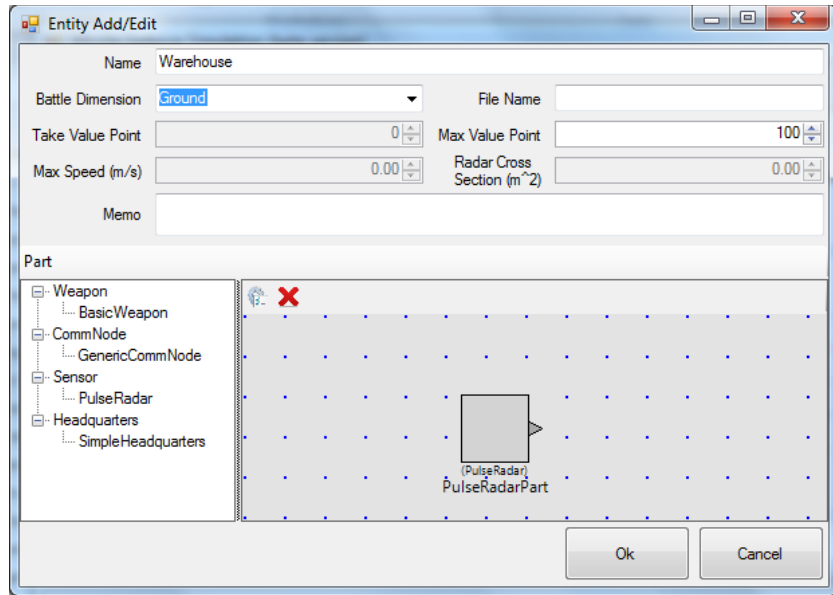 Entity Add/Edit
Name Warehouse
Battle Dimension Ground File Name
Take Value Point 0 Max Value Point 100
Max Speed (m/s) 0.00 Radar Cross
Section (m^2) 0.00
Memo
Part
Weapon
BasicWeapon
CommNode
GenericCommNode
Sensor
PulseRadar
Headquarters
SimpleHeadquarters
(PulseRadar)
PulseRadarPart
Ok Cancel